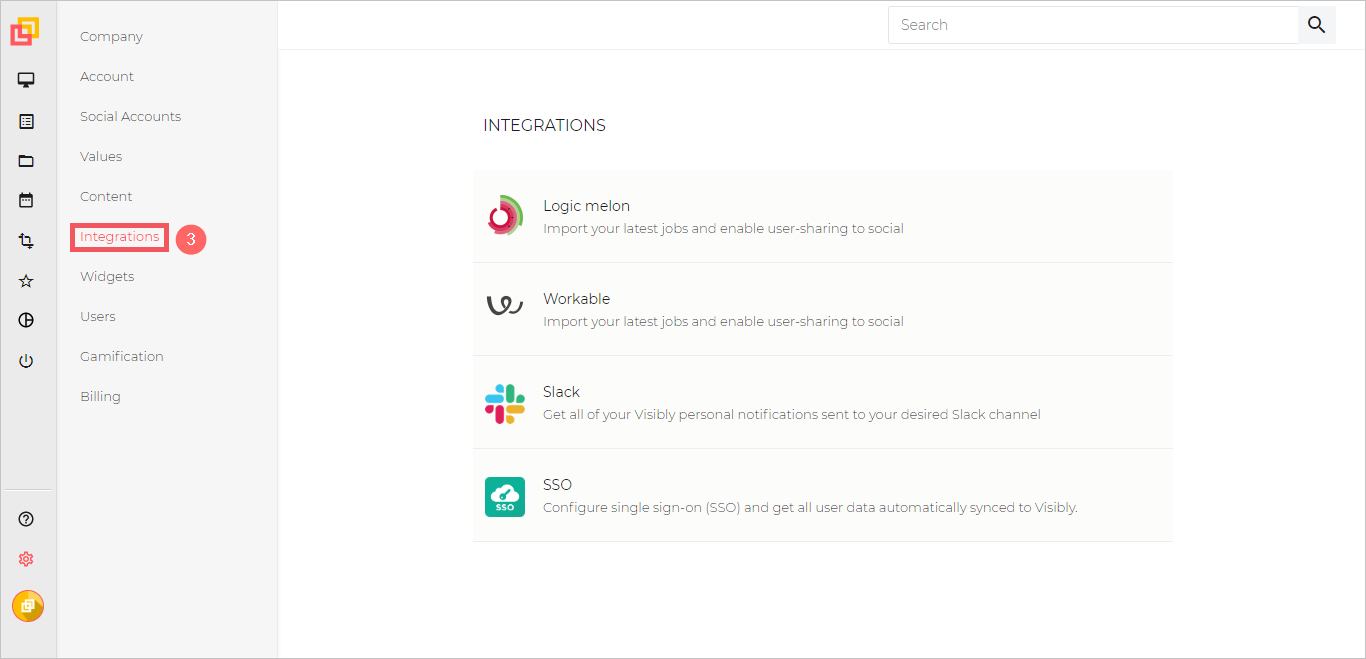 Search
Company
Account
Social Accounts
Values
Content
Integrations
3
Widgets
Users
Gamification
Billing
INTEGRATIONS
Logic melon
Import your latest jobs and enable user-sharing to social
Workable
Import your latest jobs and enable user-sharing to social
Slack
Get all of your Visibly personal notifications sent to your desired Slack channel
SSO
SSO
Configure single sign-on (SSO) and get all user data automatically synced to Visibly.